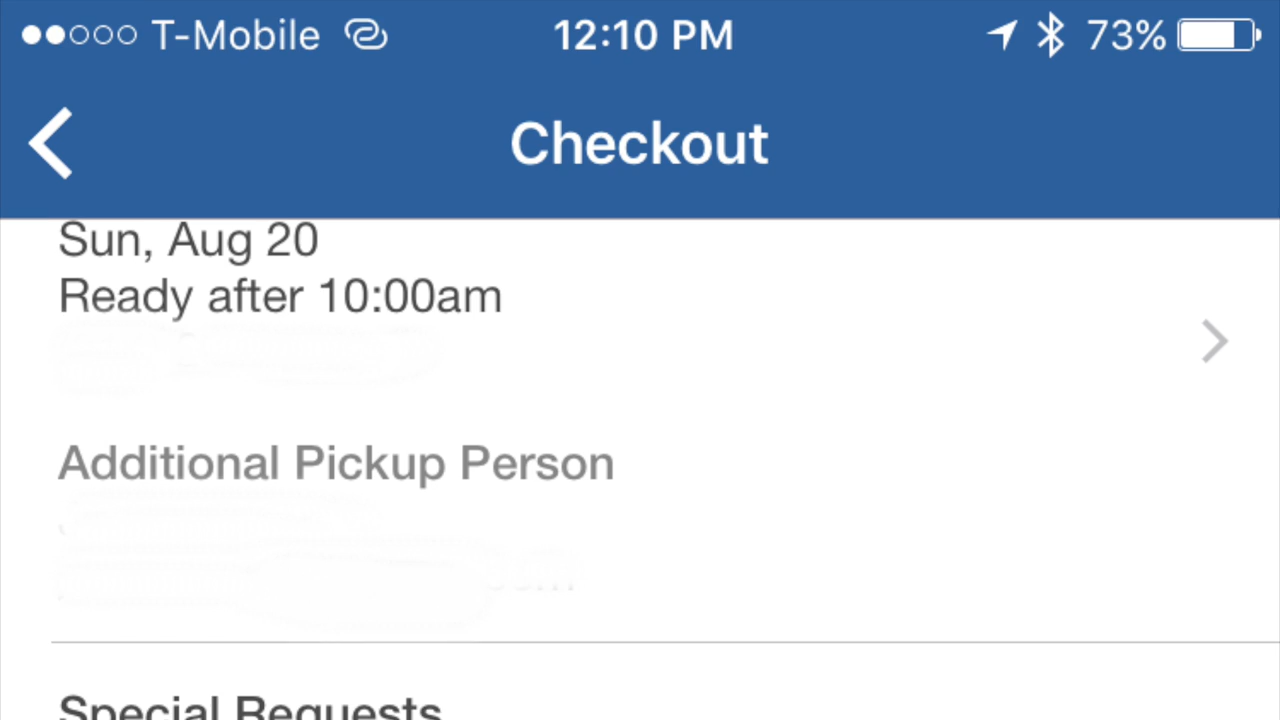 T-Mobile 12:10 PM 73%
Checkout
Sun, Aug 20
Ready after 10:00am
Additional Pickup Person
Special Requests